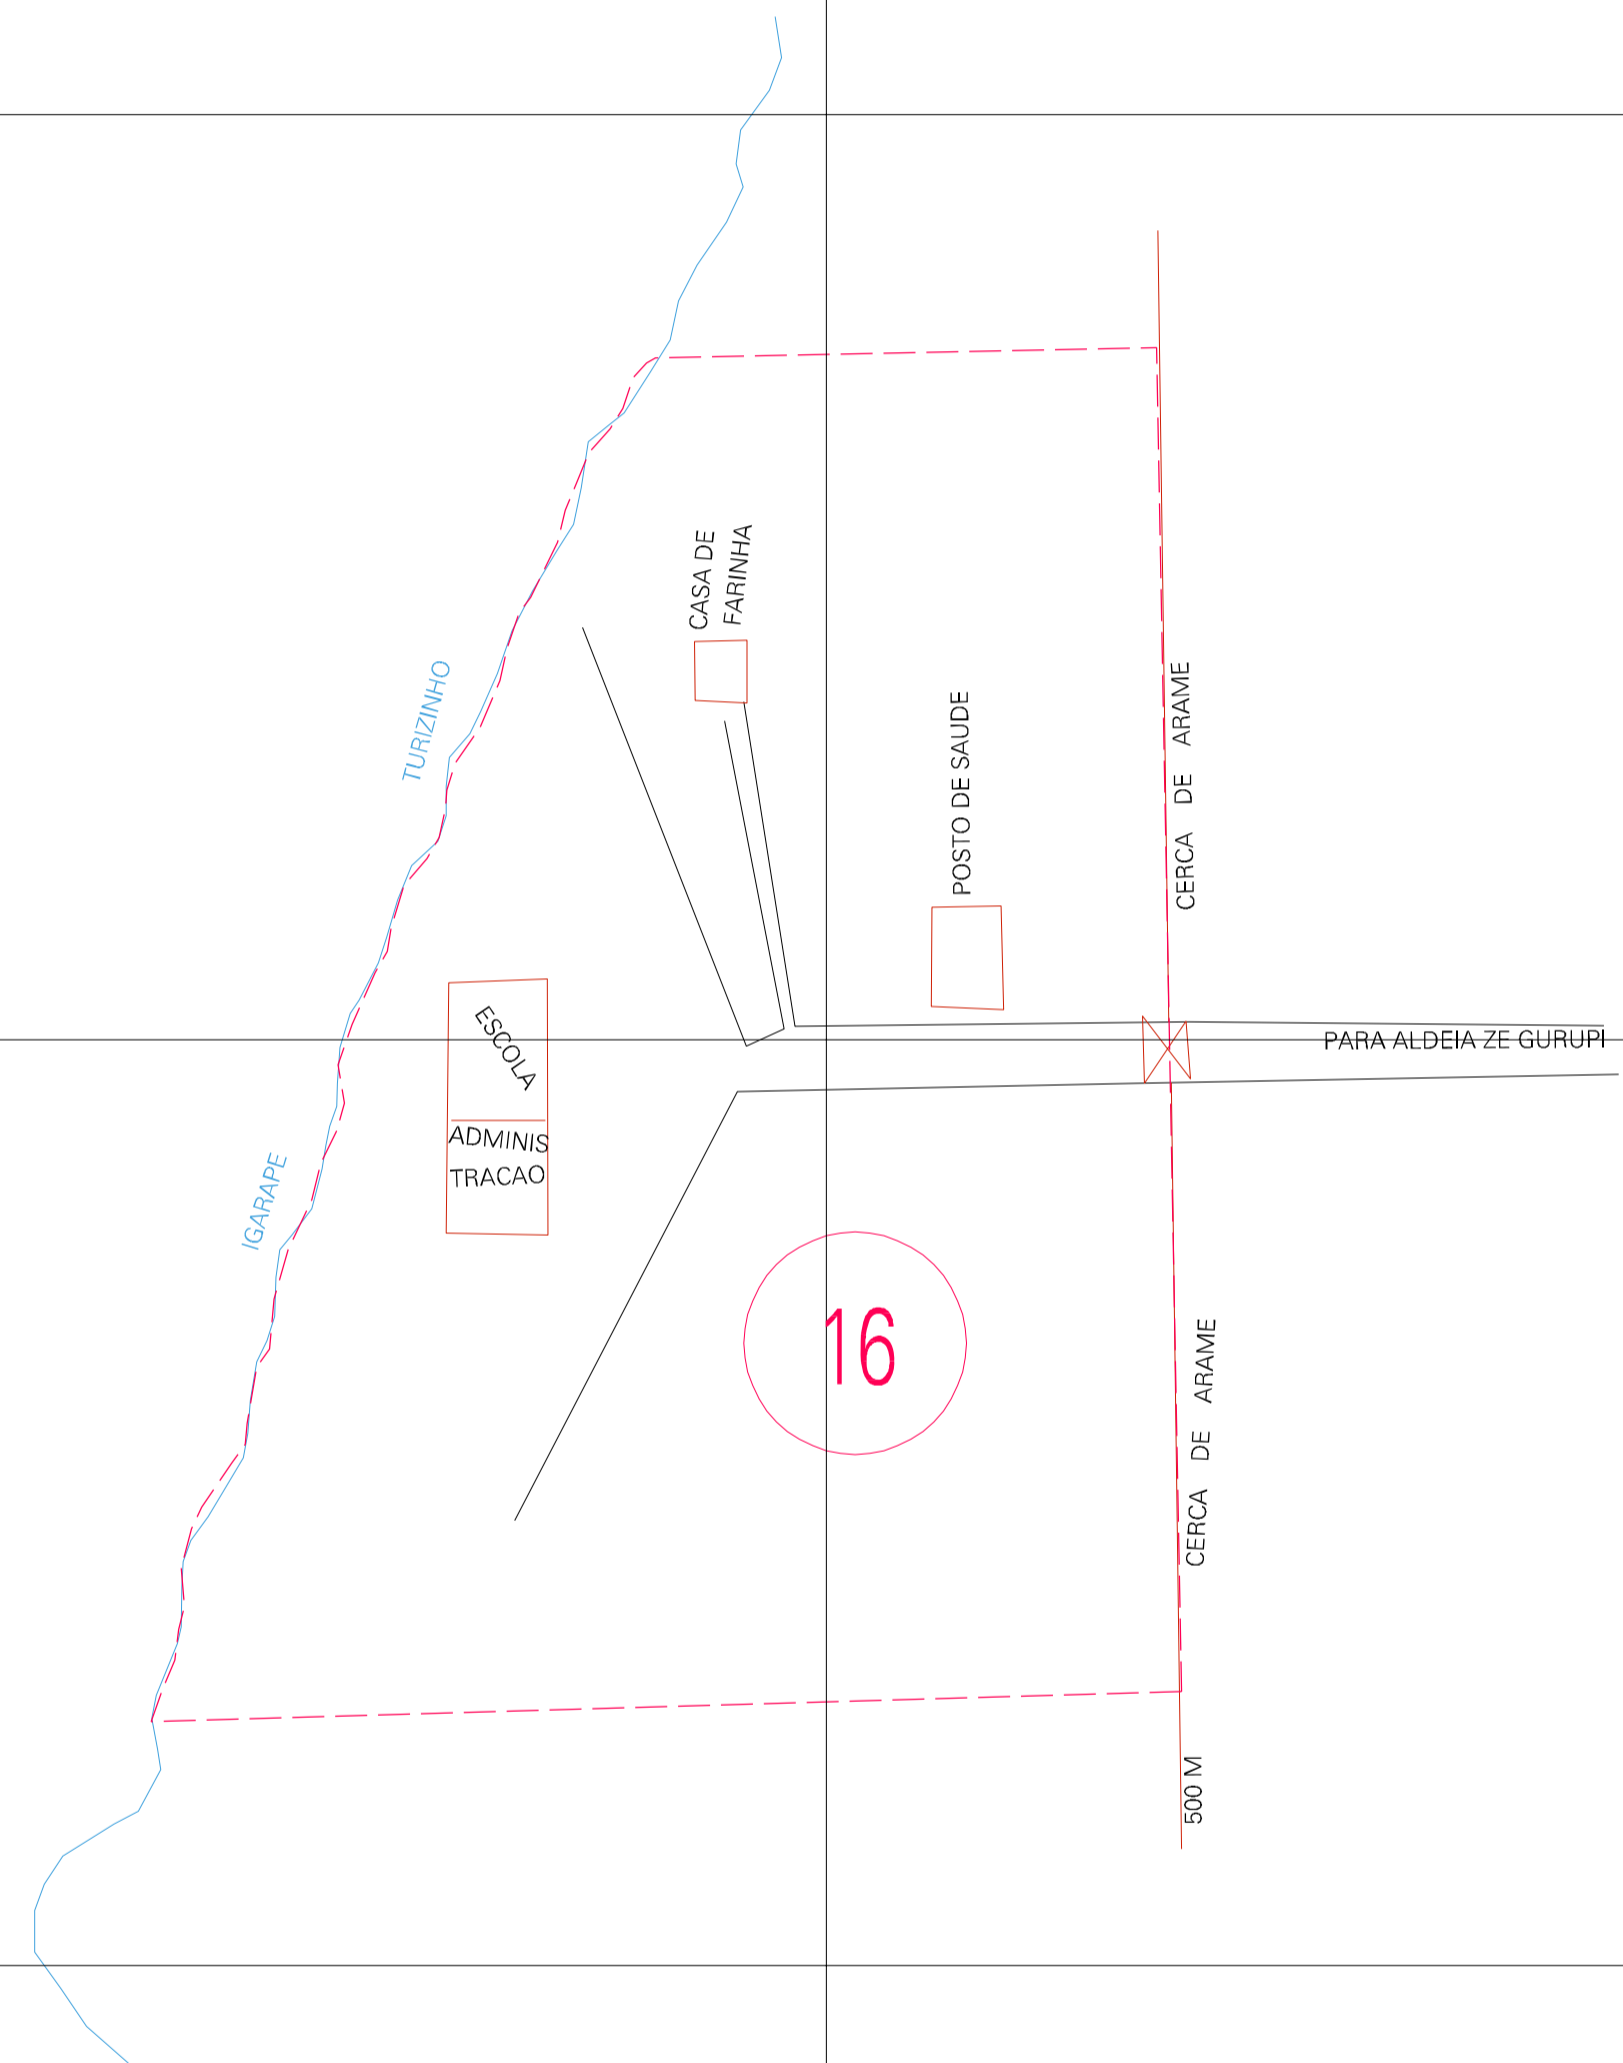 CASA DE
FARINHA
TURIZINHO
POSTO DE SAUDE
CERCA DE ARAME
ESCOLA
PARA ALDEIA ZE GURUPI
ADMINIS
TRACAO
IGARAPE
16
CERCA DE ARAME
500 M